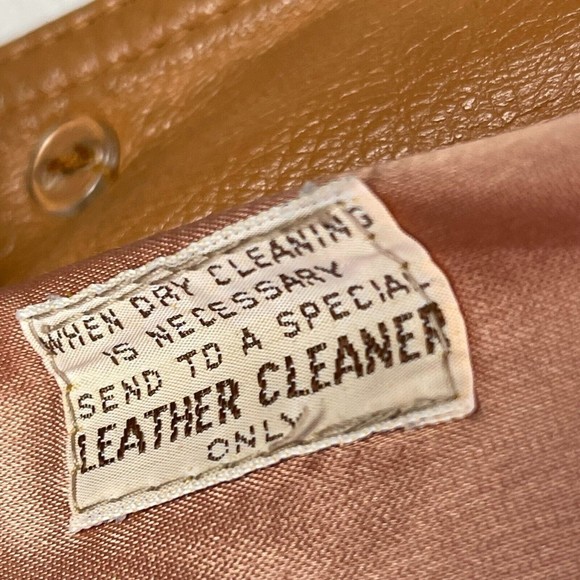 WHEN DRY CLEANING
IS NECESSARY
SEND TO A SPECIAL
LEATHER CLEANER
ONLY